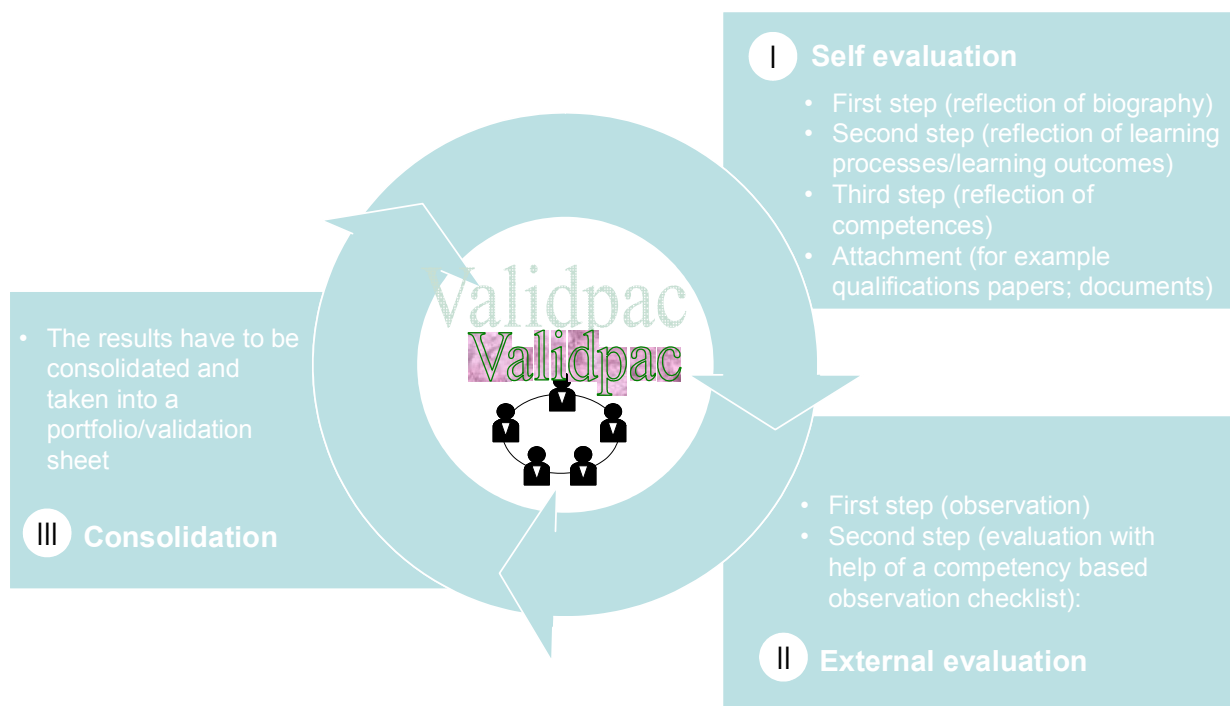 I Self evaluation
• First step (reflection of biography)
• Second step (reflection of learning
processes/learning outcomes)
• Third step (reflection of
competences)
• Attachment (for example
qualifications papers; documents)
Validpac
Validpac
• First step (observation)
• Second step (evaluation with
help of a competency based
observation checklist):
II External evaluation
• The results have to be
consolidated and
taken into a
portfolio/validation
sheet
III Consolidation